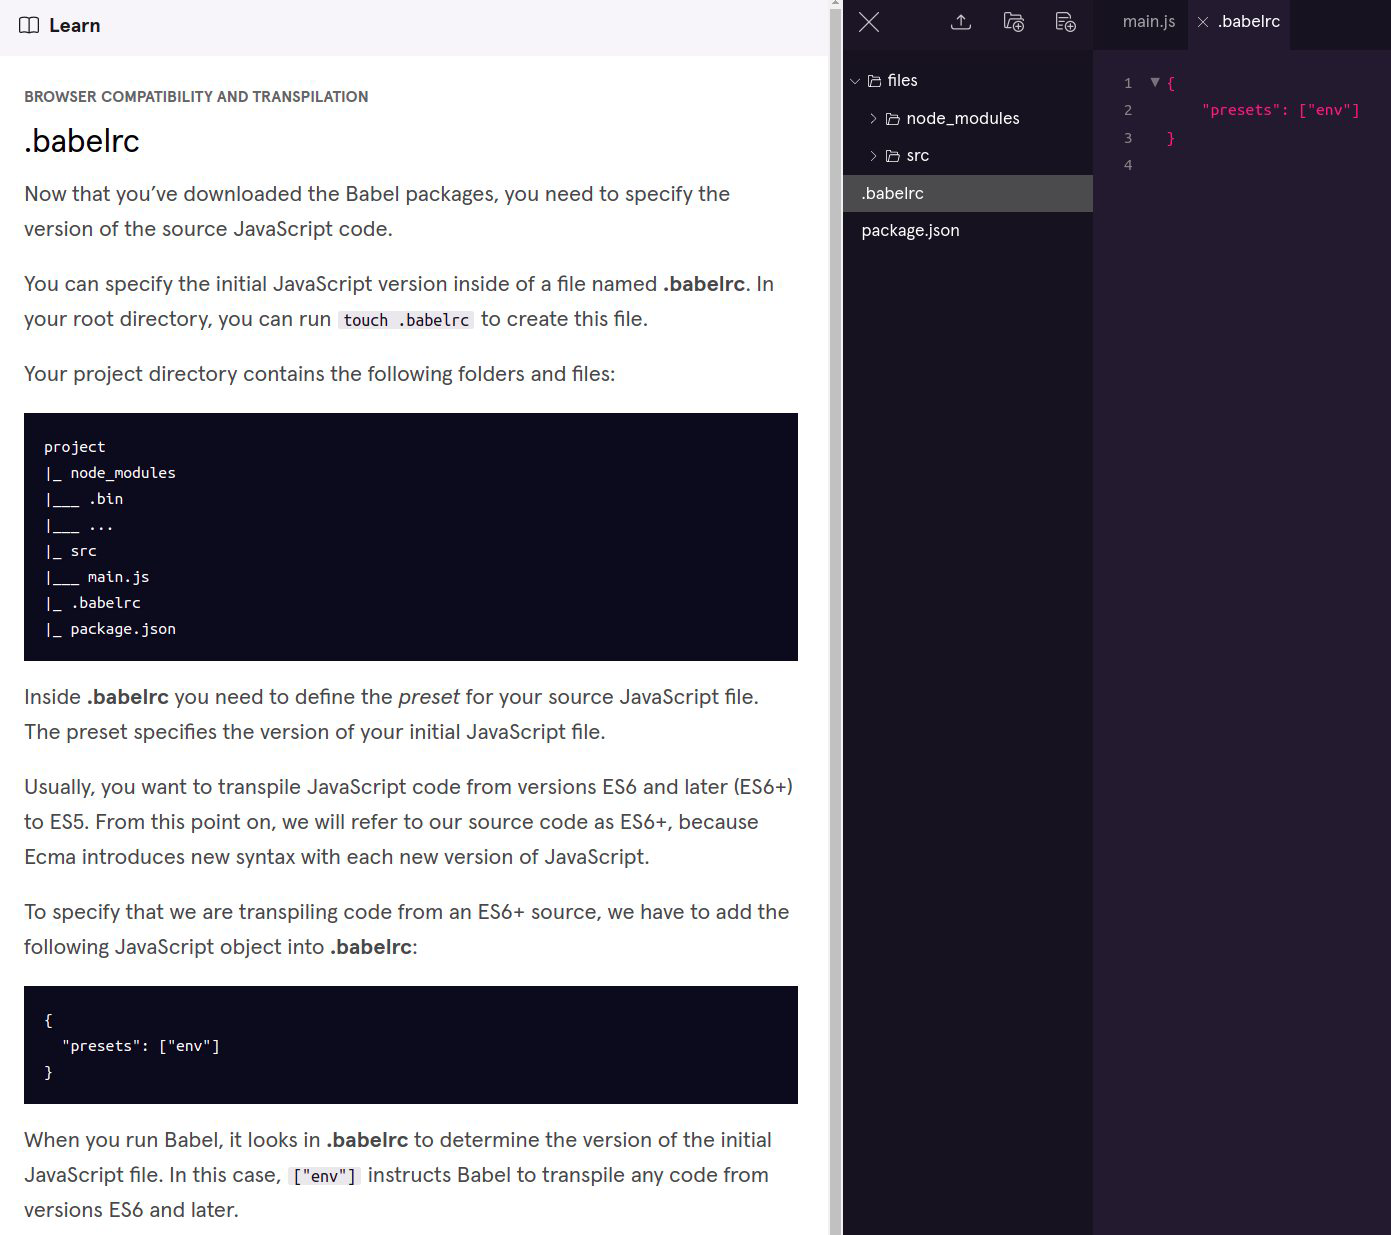 Learn
BROWSER COMPATIBILITY AND TRANSPILATION
.babelrc
Now that you’ve downloaded the Babel packages, you need to specify the
version of the source JavaScript code.
You can specify the initial JavaScript version inside of a file named .babelrc. In
your root directory, you can run touch .babelrc to create this file.
Your project directory contains the following folders and files:
project
|_ node_modules
|___ .bin
|___ ...
|_ src
|___ main.js
|_ .babelrc
|_ package.json
Inside .babelrc you need to define the preset for your source JavaScript file.
The preset specifies the version of your initial JavaScript file.
Usually, you want to transpile JavaScript code from versions ES6 and later (ES6+)
to ES5. From this point on, we will refer to our source code as ES6+, because
Ecma introduces new syntax with each new version of JavaScript.
To specify that we are transpiling code from an ES6+ source, we have to add the
following JavaScript object into .babelrc:
{
  "presets": ["env"]
}
When you run Babel, it looks in .babelrc to determine the version of the initial
JavaScript file. In this case, ["env"] instructs Babel to transpile any code from
versions ES6 and later.
files
node_modules
src
.babelrc
package.json
main.js
.babelrc
1 {
2     "presets": ["env"]
3 }
4